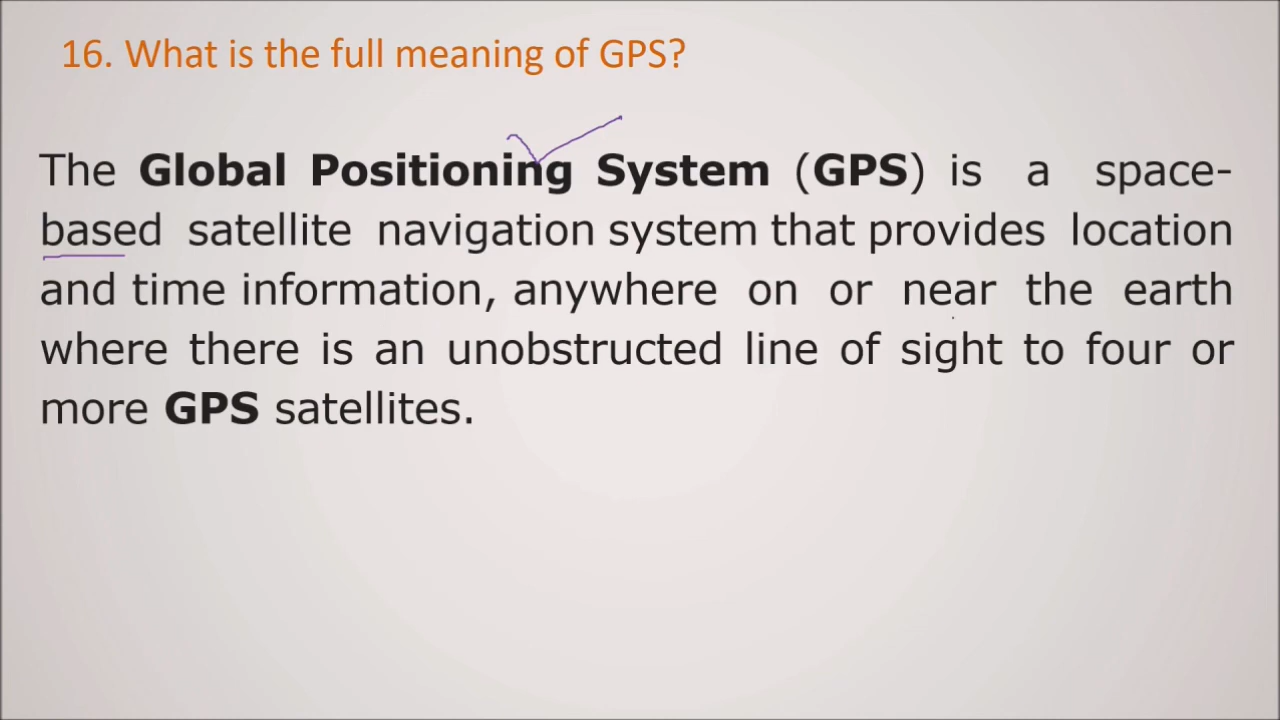 16. What is the full meaning of GPS?
The Global Positioning System (GPS) is a space-
based satellite navigation system that provides location
and time information, anywhere on or near the earth
where there is an unobstructed line of sight to four or
more GPS satellites.